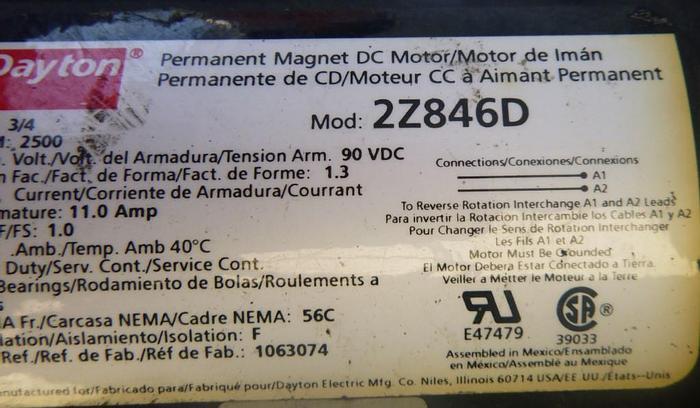 Dayton®
Permanent Magnet DC Motor/Motor de Imán
Permanente de CD/Moteur CC à Aimant Permanent
Mod: 2Z846D
3/4
: 2500
. Volt./Volt. del Armadura/Tension Arm. 90 VDC
n Fac./Fact. de Forma/Fact. de Forme: 1.3
. Current/Corriente de Armadura/Courrant
mature: 11.0 Amp
F/FS: 1.0
.Amb./Temp. Amb 40°C
Duty/Serv. Cont./Service Cont.
Bearings/Rodamiento de Bolas/Roulements a
s
A Fr./Carcasa NEMA/Cadre NEMA: 56C
lation/Aislamiento/Isolation: F
Ref./Ref. de Fab./Réf de Fab.: 1063074
Connections/Conexiones/Connexions
A1
A2
To Reverse Rotation Interchange A1 and A2 Leads
Para invertir la Rotacion Intercambie los Cables A1 y A2
Pour Changer le Sens de Rotation Interchanger
Les Fils A1 et A2
Motor Must Be Grounded
El Motor Debera Estar Conectado a Tierra.
Veiller a Métter le Moteur a la Terre
RU SA®
E47479 39033
Assembled in Mexico/Ensamblado
en Mexico/Assemblé au Mexique
nufactured for/Fabricado para/Fabriqué pour/Dayton Electric Mfg. Co. Niles, Illinois 60714 USA/EE UU./États–Unis